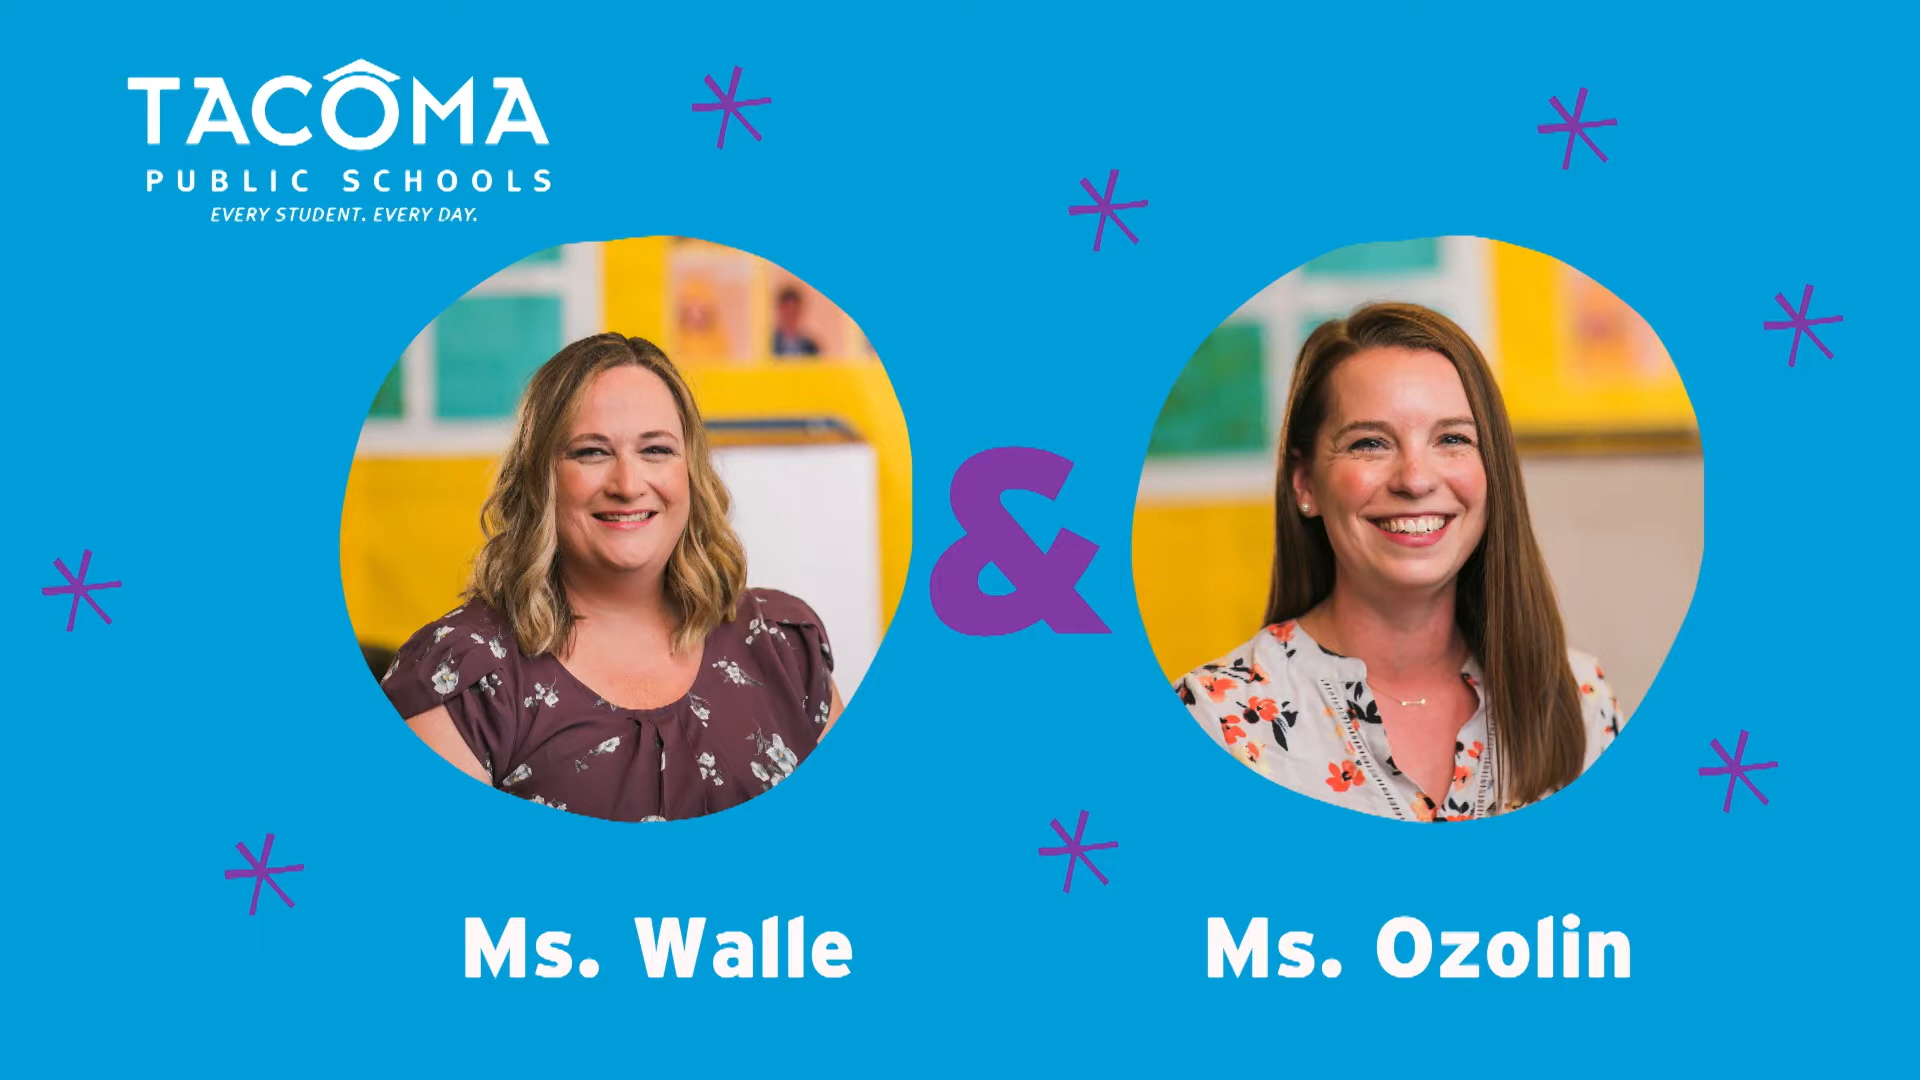 TACOMA
PUBLIC SCHOOLS
EVERY STUDENT. EVERY DAY.
&
Ms. Walle
Ms. Ozolin